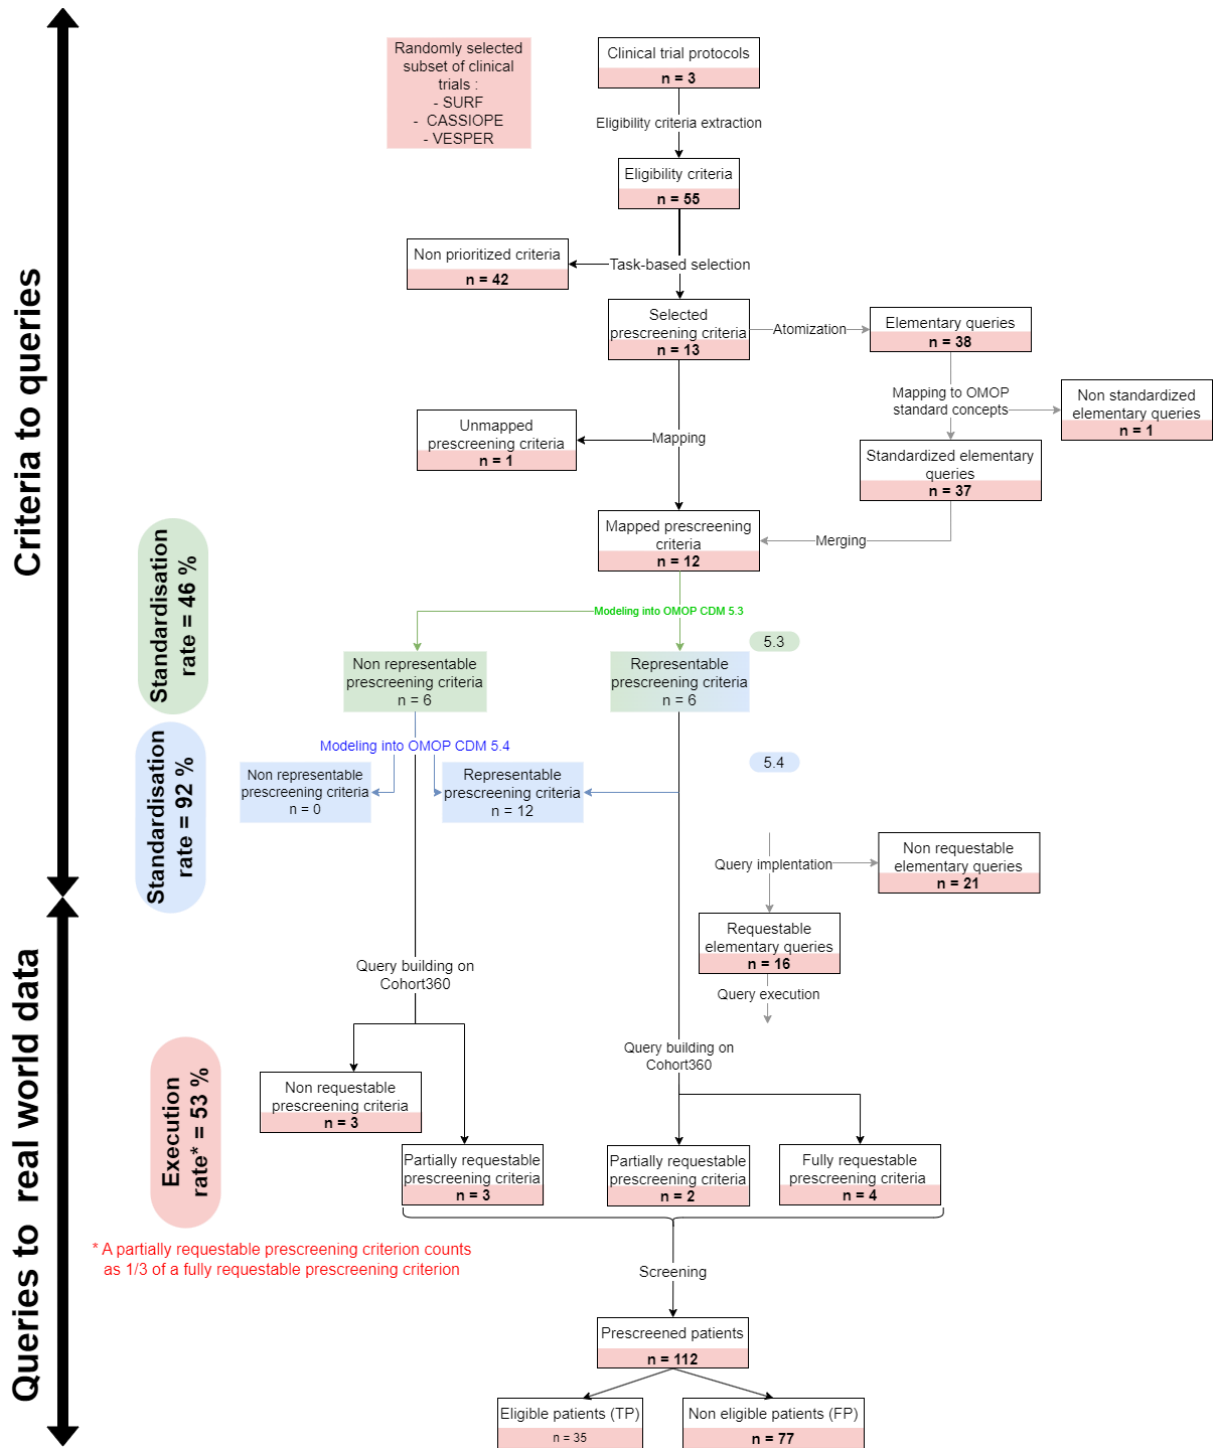 Criteria to queries
Queries to real world data
Randomly selected
subset of clinical
trials :
- SURF
- CASSIOPE
- VESPER
Clinical trial protocols
n = 3
Eligibility criteria extraction
Eligibility criteria
n = 55
Non prioritized criteria
n = 42
Task-based selection
Selected
prescreening criteria
n = 13
Atomization
Elementary queries
n = 38
Mapping to OMOP
standard concepts
Non standardized
elementary queries
n = 1
Unmapped
prescreening criteria
n = 1
Mapping
Standardized elementary
queries
n = 37
Mapped prescreening
criteria
n = 12
Merging
Standardisation
rate = 46 %
Modeling into OMOP CDM 5.3
5.3
Non representable
prescreening criteria
n = 6
Representable
prescreening criteria
n = 6
Standardisation
rate = 92 %
Modeling into OMOP CDM 5.4
5.4
Non representable
prescreening criteria
n = 0
Representable
prescreening criteria
n = 12
Query implentation
Non requestable
elementary queries
n = 21
Requestable
elementary queries
n = 16
Query execution
Query building on
Cohort360
Query building on
Cohort360
Execution
rate* = 53 %
Non requestable
prescreening criteria
n = 3
Partially requestable
prescreening criteria
n = 3
Partially requestable
prescreening criteria
n = 2
Fully requestable
prescreening criteria
n = 4
* A partially requestable prescreening criterion counts
as 1/3 of a fully requestable prescreening criterion
Screening
Prescreened patients
n = 112
Eligible patients (TP)
n = 35
Non eligible patients (FP)
n = 77